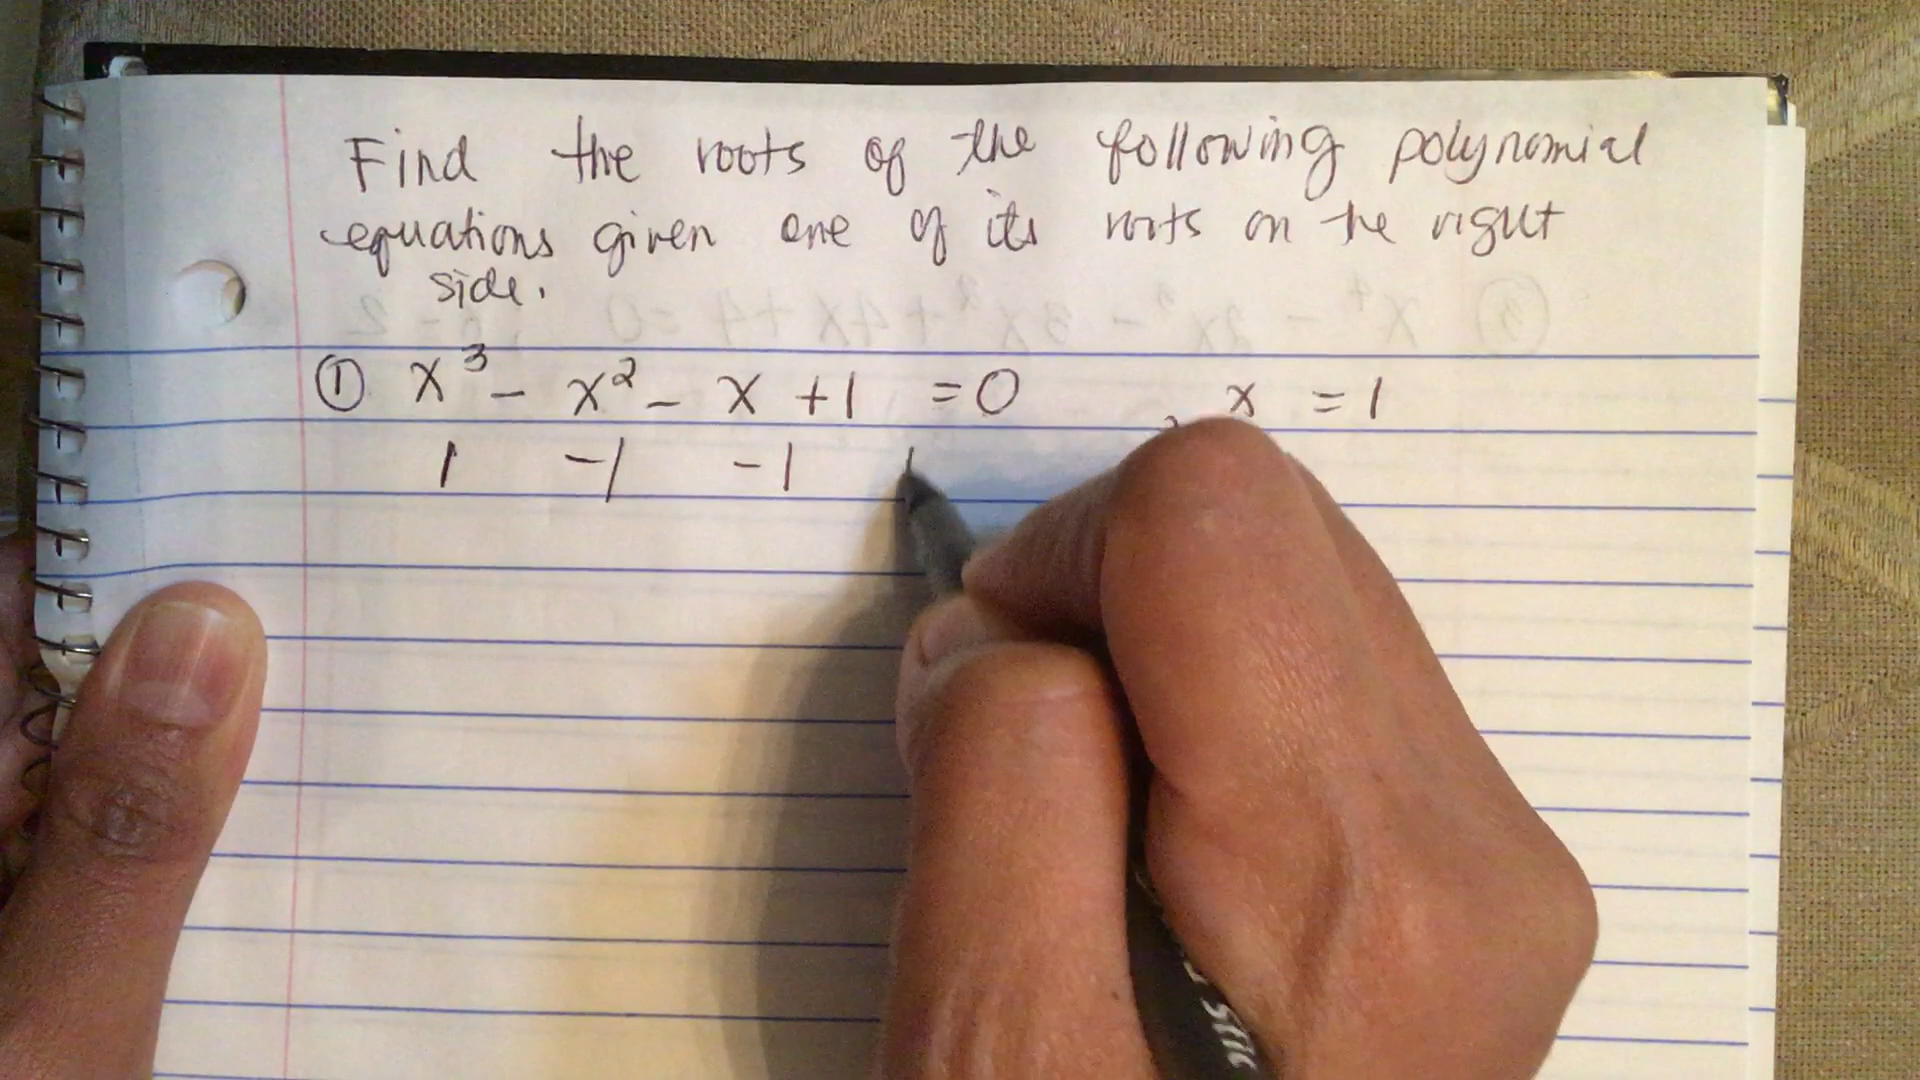 Find the roots of the following polynomial
equations given one of its roots on the right
side.
① x³ - x² - x + 1 = 0 , x = 1
1 -1 -1 1